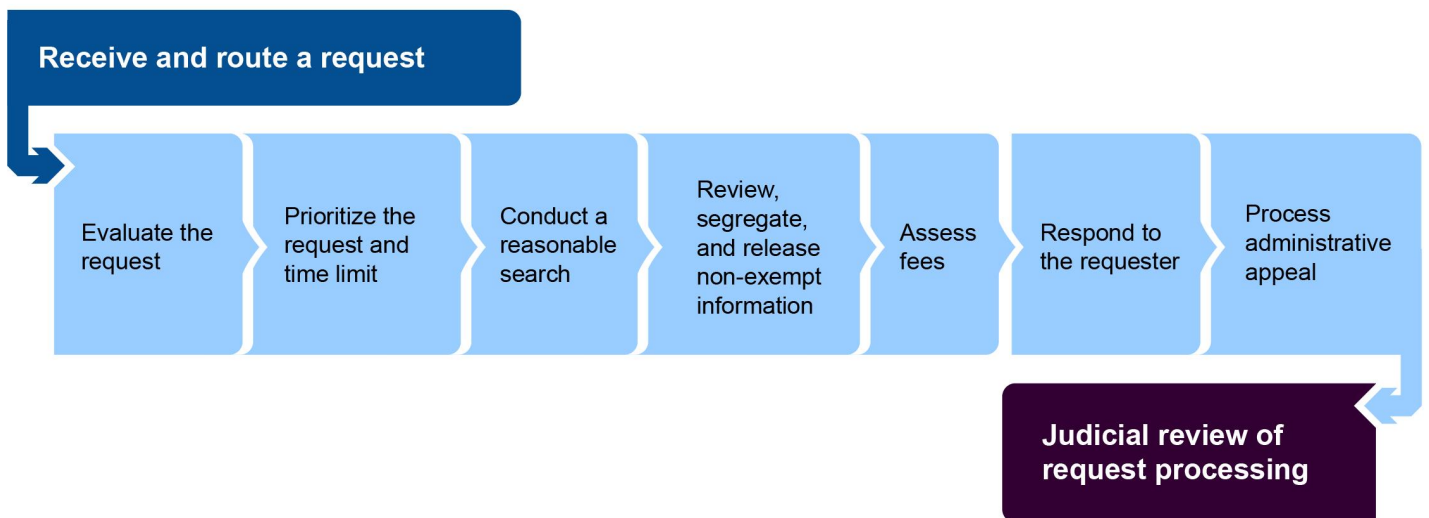 Receive and route a request
Evaluate the
request
Prioritize the
request and
time limit
Conduct a
reasonable
search
Review,
segregate,
and release
non-exempt
information
Assess
fees
Respond to
the requester
Process
administrative
appeal
Judicial review of
request processing